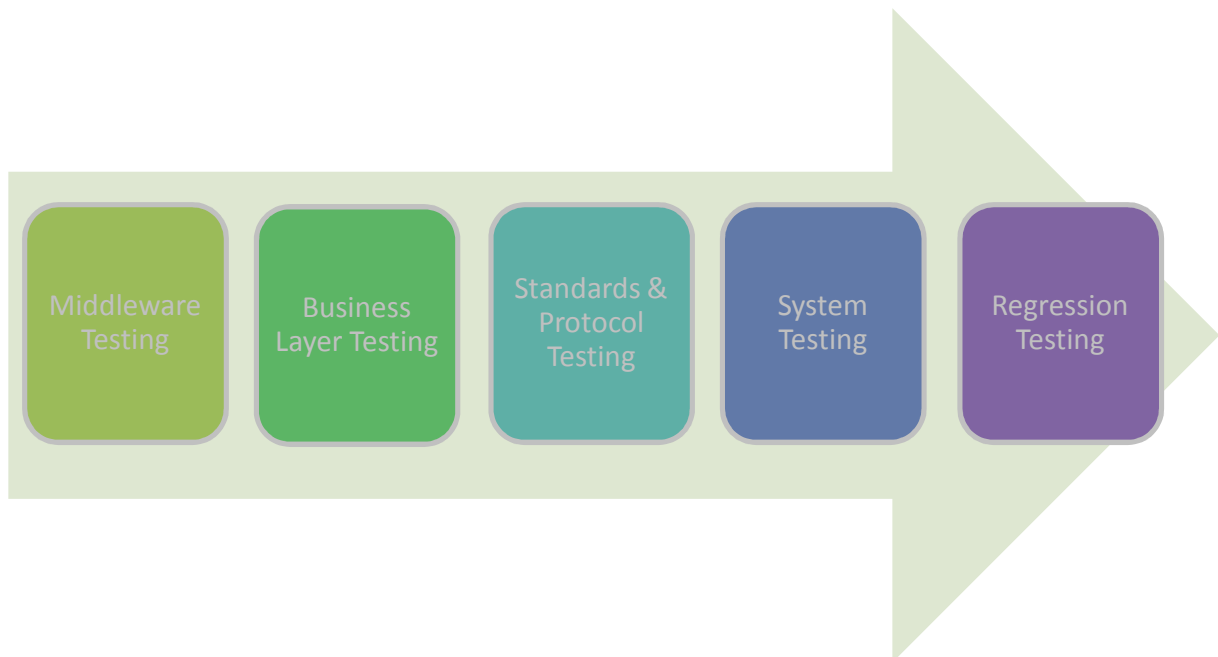 Middleware
Testing
Business
Layer Testing
Standards &
Protocol
Testing
System
Testing
Regression
Testing